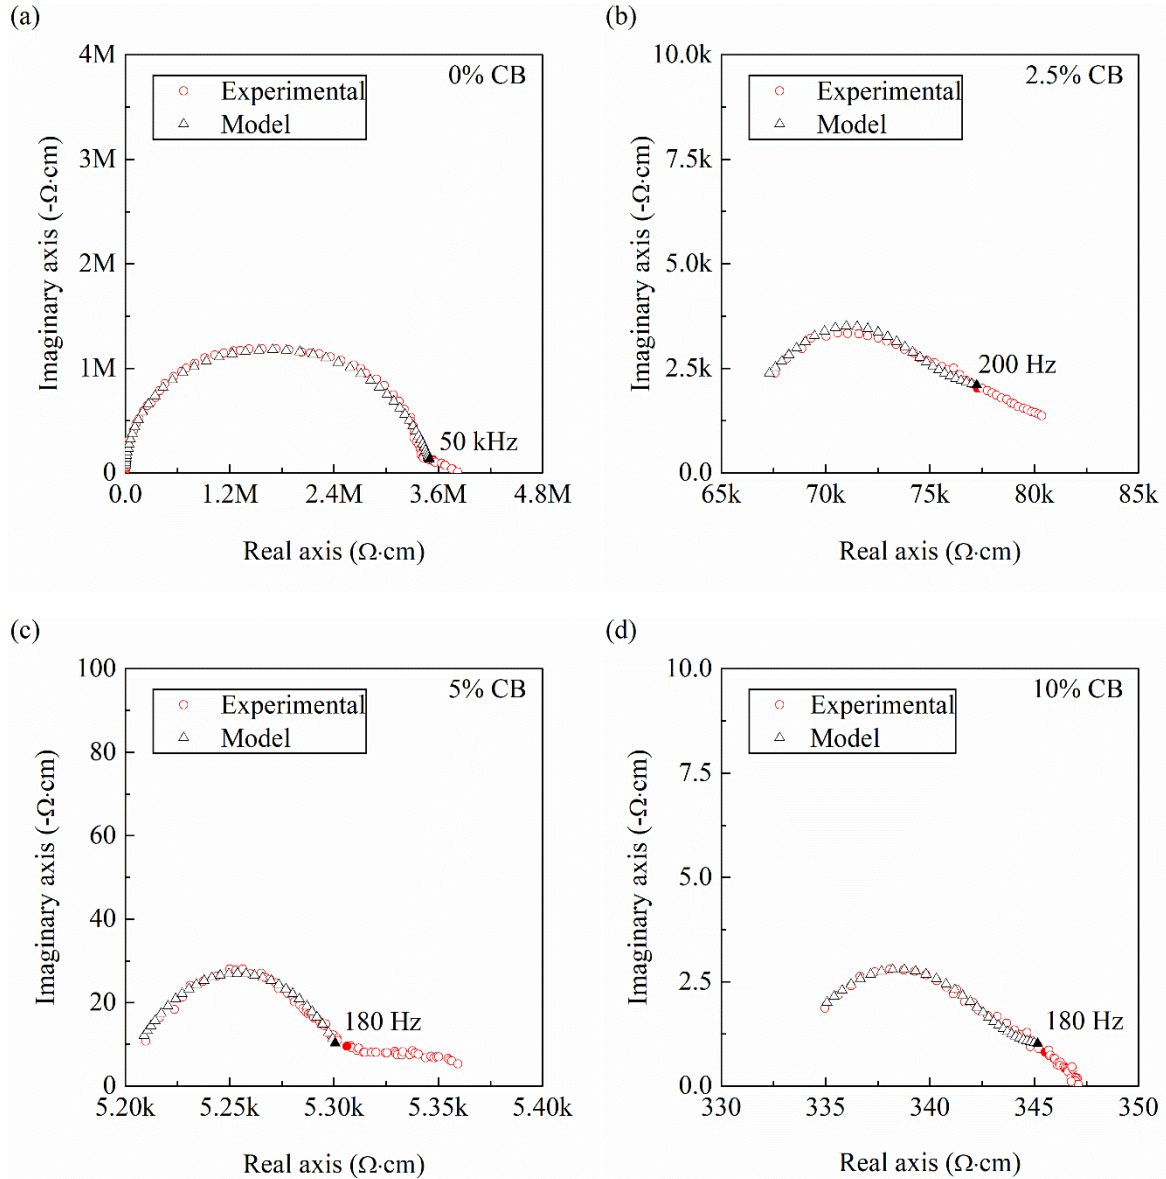 (a)
4M
3M
2M
1M
0
Imaginary axis (-Ω·cm)
Experimental
Model
0% CB
50 kHz
0.0 1.2M 2.4M 3.6M 4.8M
Real axis (Ω·cm)
(b)
10.0k
7.5k
5.0k
2.5k
0.0
Imaginary axis (-Ω·cm)
Experimental
Model
2.5% CB
200 Hz
65k 70k 75k 80k 85k
Real axis (Ω·cm)
(c)
100
80
60
40
20
0
Imaginary axis (-Ω·cm)
Experimental
Model
5% CB
180 Hz
5.20k 5.25k 5.30k 5.35k 5.40k
Real axis (Ω·cm)
(d)
10.0
7.5
5.0
2.5
0.0
Imaginary axis (-Ω·cm)
Experimental
Model
10% CB
180 Hz
330 335 340 345 350
Real axis (Ω·cm)